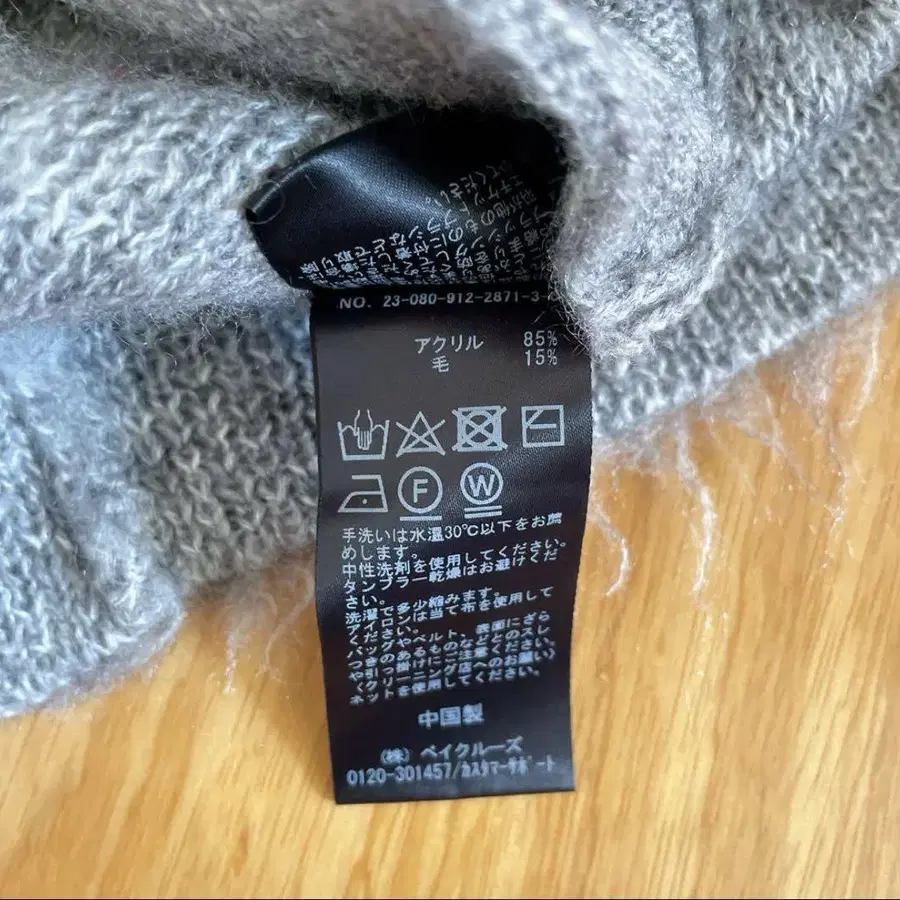 NO. 23-080-912-2871-3-
アクリル 85%
毛 15%
F W
手洗いは水温30℃以下をお薦
めします。
中性洗剤を使用してください。
タンブラー乾燥はお避けくだ
さい。
洗濯で多少縮みます。
アイロンは当て布を使用して
ください。
バッグやベルト、表面にざら
つきのあるものなどとのスレ
や引っ掛けにご注意ください。
〈クリーニング店へのお願い〉
ネットを使用してください。
中国製
(株) ベイクルーズ
0120-301457/カスタマーサポート